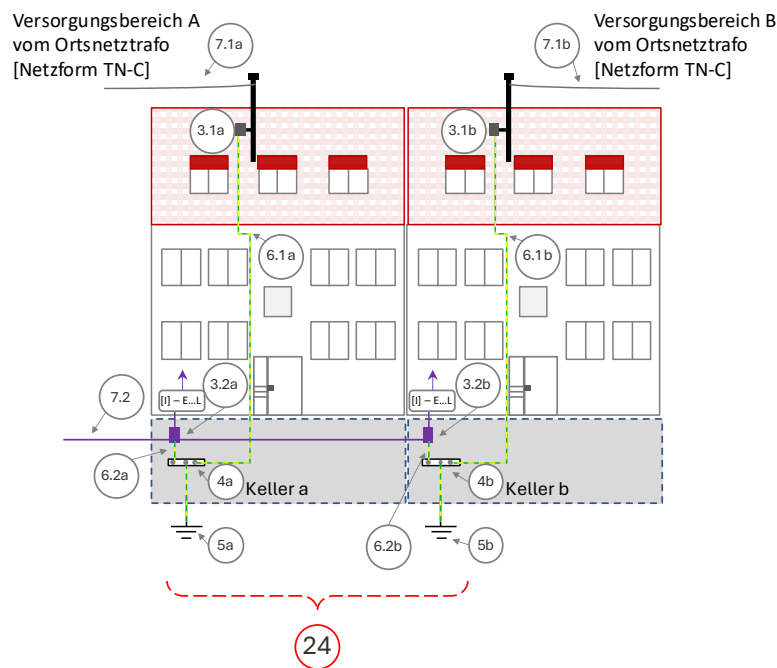 Versorgungsbereich A
vom Ortsnetztrafo
[Netzform TN-C]
7.1a
7.1b
Versorgungsbereich B
vom Ortsnetztrafo
[Netzform TN-C]
3.1a
3.1b
6.1a
6.1b
7.2
[I] – E...L
3.2a
[I] – E...L
3.2b
6.2a
4a
Keller a
4b
Keller b
5a
6.2b
5b
24